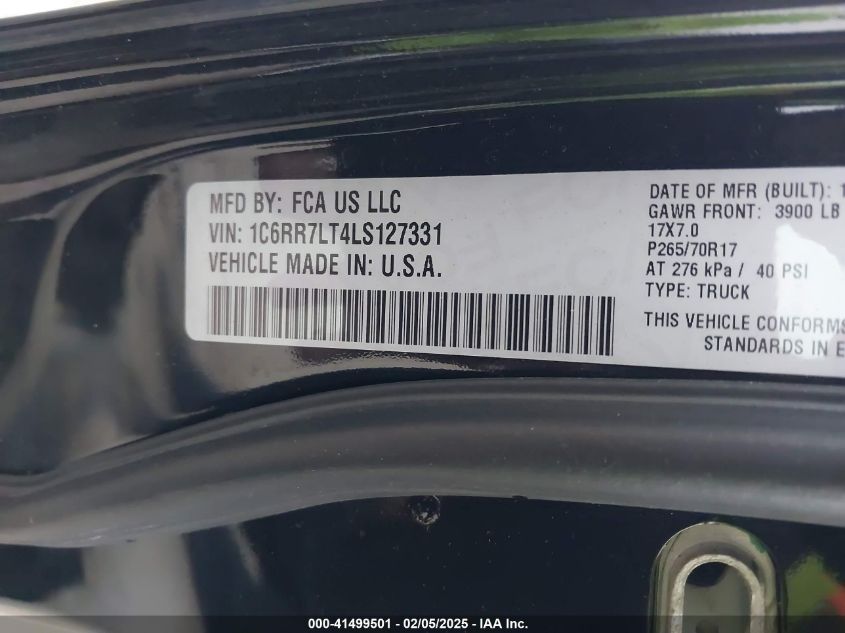 MFD BY: FCA US LLC
VIN: 1C6RR7LT4LS127331
VEHICLE MADE IN: U.S.A.
DATE OF MFR (BUILT): 1
GAWR FRONT: 3900 LB
17X7.0
P265/70R17
AT 276 kPa / 40 PSI
TYPE: TRUCK
THIS VEHICLE CONFORMS
STANDARDS IN E
000-41499501 - 02/05/2025 - IAA Inc.